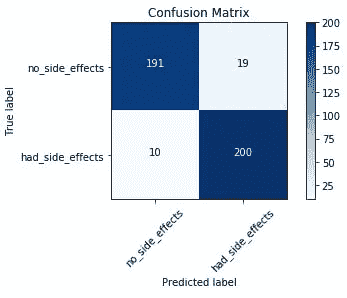 Confusion Matrix
200
175
150
125
100
75
50
25
True label
no_side_effects
191
19
had_side_effects
10
200
no_side_effects
had_side_effects
Predicted label